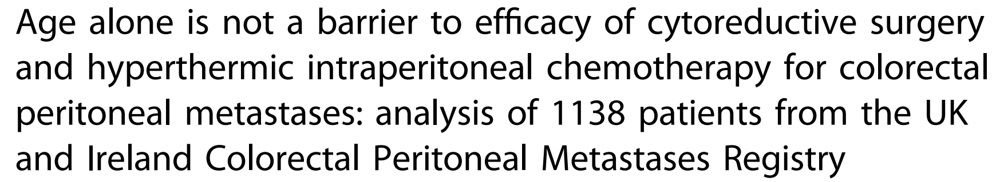 Age alone is not a barrier to efficacy of cytoreductive surgery
and hyperthermic intraperitoneal chemotherapy for colorectal
peritoneal metastases: analysis of 1138 patients from the UK
and Ireland Colorectal Peritoneal Metastases Registry